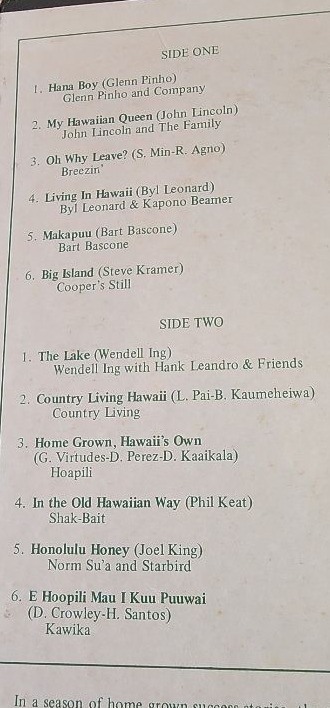 SIDE ONE
1. Hana Boy (Glenn Pinho)
Glenn Pinho and Company
2. My Hawaiian Queen (John Lincoln)
John Lincoln and The Family
3. Oh Why Leave? (S. Min-R. Agno)
Breezin'
4. Living In Hawaii (Byl Leonard)
Byl Leonard & Kapono Beamer
5. Makapuu (Bart Bascone)
Bart Bascone
6. Big Island (Steve Kramer)
Cooper's Still
SIDE TWO
1. The Lake (Wendell Ing)
Wendell Ing with Hank Leandro & Friends
2. Country Living Hawaii (L. Pai-B. Kaumeheiwa)
Country Living
3. Home Grown, Hawaii's Own
(G. Virtudes-D. Perez-D. Kaaikala)
Hoapili
4. In the Old Hawaiian Way (Phil Keat)
Shak-Bait
5. Honolulu Honey (Joel King)
Norm Su'a and Starbird
6. E Hoopili Mau I Kuu Puuwai
(D. Crowley-H. Santos)
Kawika
In a season of home grown success